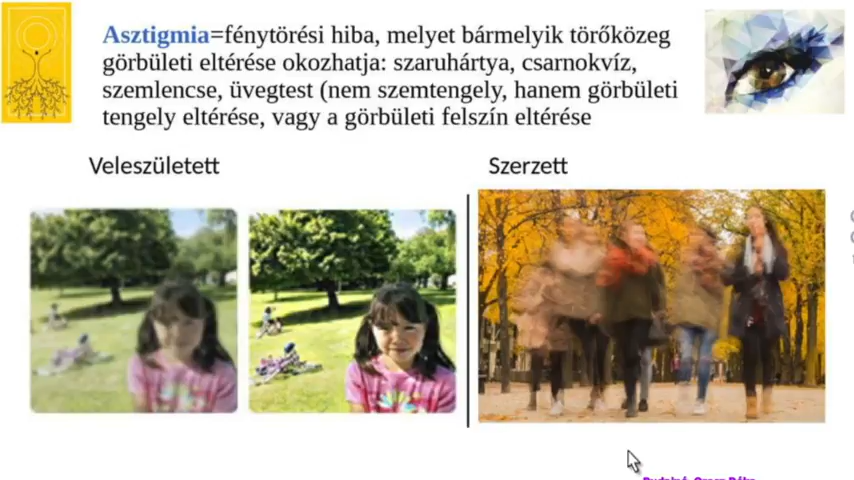 Asztigmia=fénytörési hiba, melyet bármelyik törőközeg
görbületi eltérése okozhatja: szaruhártya, csarnokvíz,
szemlencse, üvegtest (nem szemtengely, hanem görbületi
tengely eltérése, vagy a görbületi felszín eltérése
Veleszületett
Szerzett